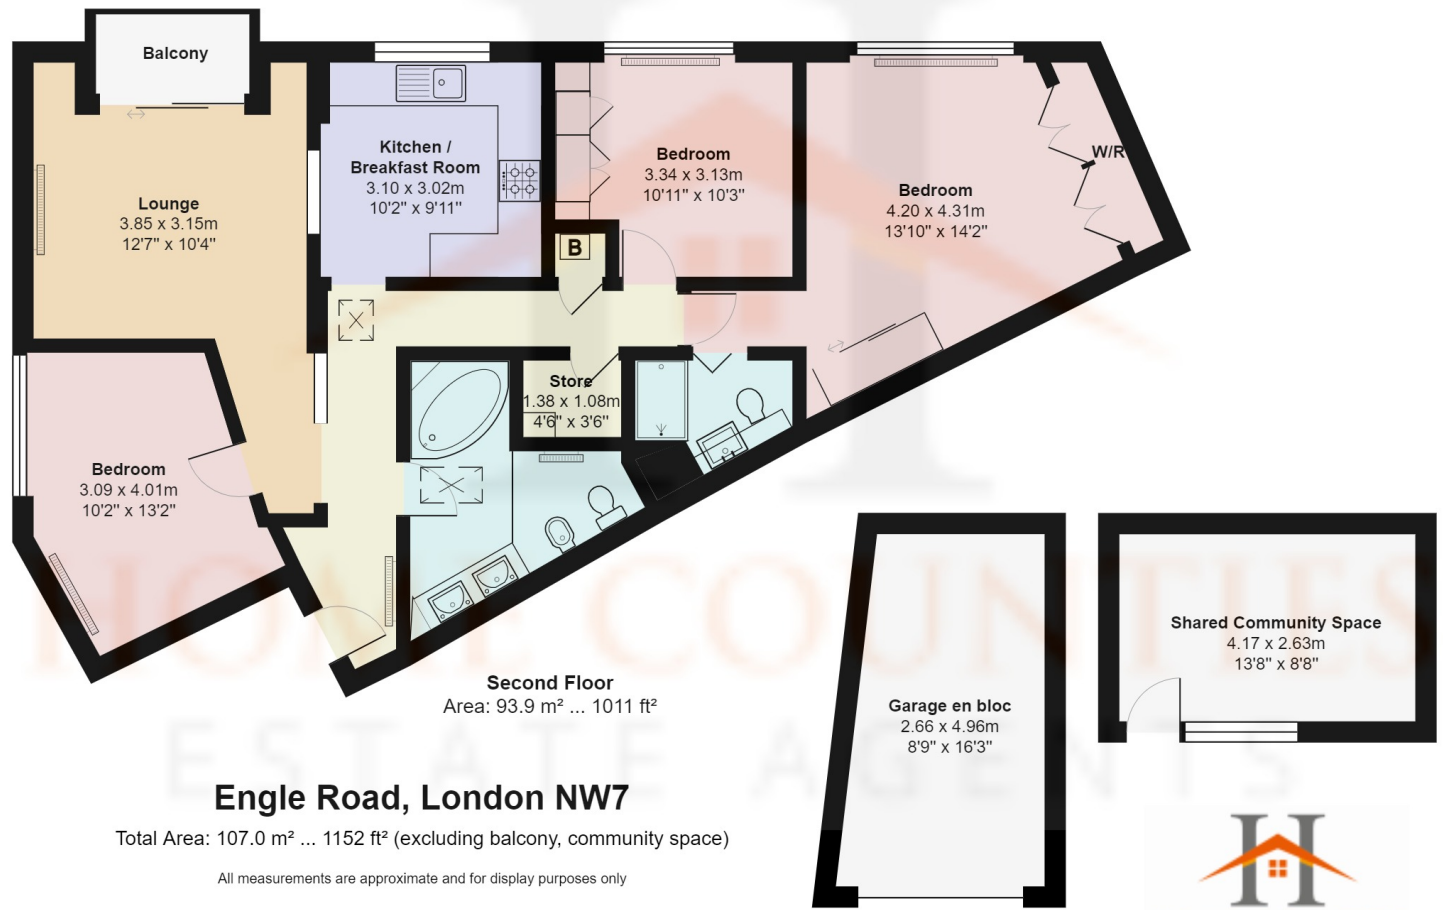 Balcony
Lounge
3.85 x 3.15m
12'7" x 10'4"
Kitchen /
Breakfast Room
3.10 x 3.02m
10'2" x 9'11"
Bedroom
3.34 x 3.13m
10'11" x 10'3"
Bedroom
4.20 x 4.31m
13'10" x 14'2"
W/R
B
Store
1.38 x 1.08m
4'6" x 3'6"
Bedroom
3.09 x 4.01m
10'2" x 13'2"
Second Floor
Area: 93.9 m² ... 1011 ft²
Garage en bloc
2.66 x 4.96m
8'9" x 16'3"
Shared Community Space
4.17 x 2.63m
13'8" x 8'8"
HOME COUNTIES
ESTATE AGENTS
Engle Road, London NW7
Total Area: 107.0 m² ... 1152 ft² (excluding balcony, community space)
All measurements are approximate and for display purposes only
H